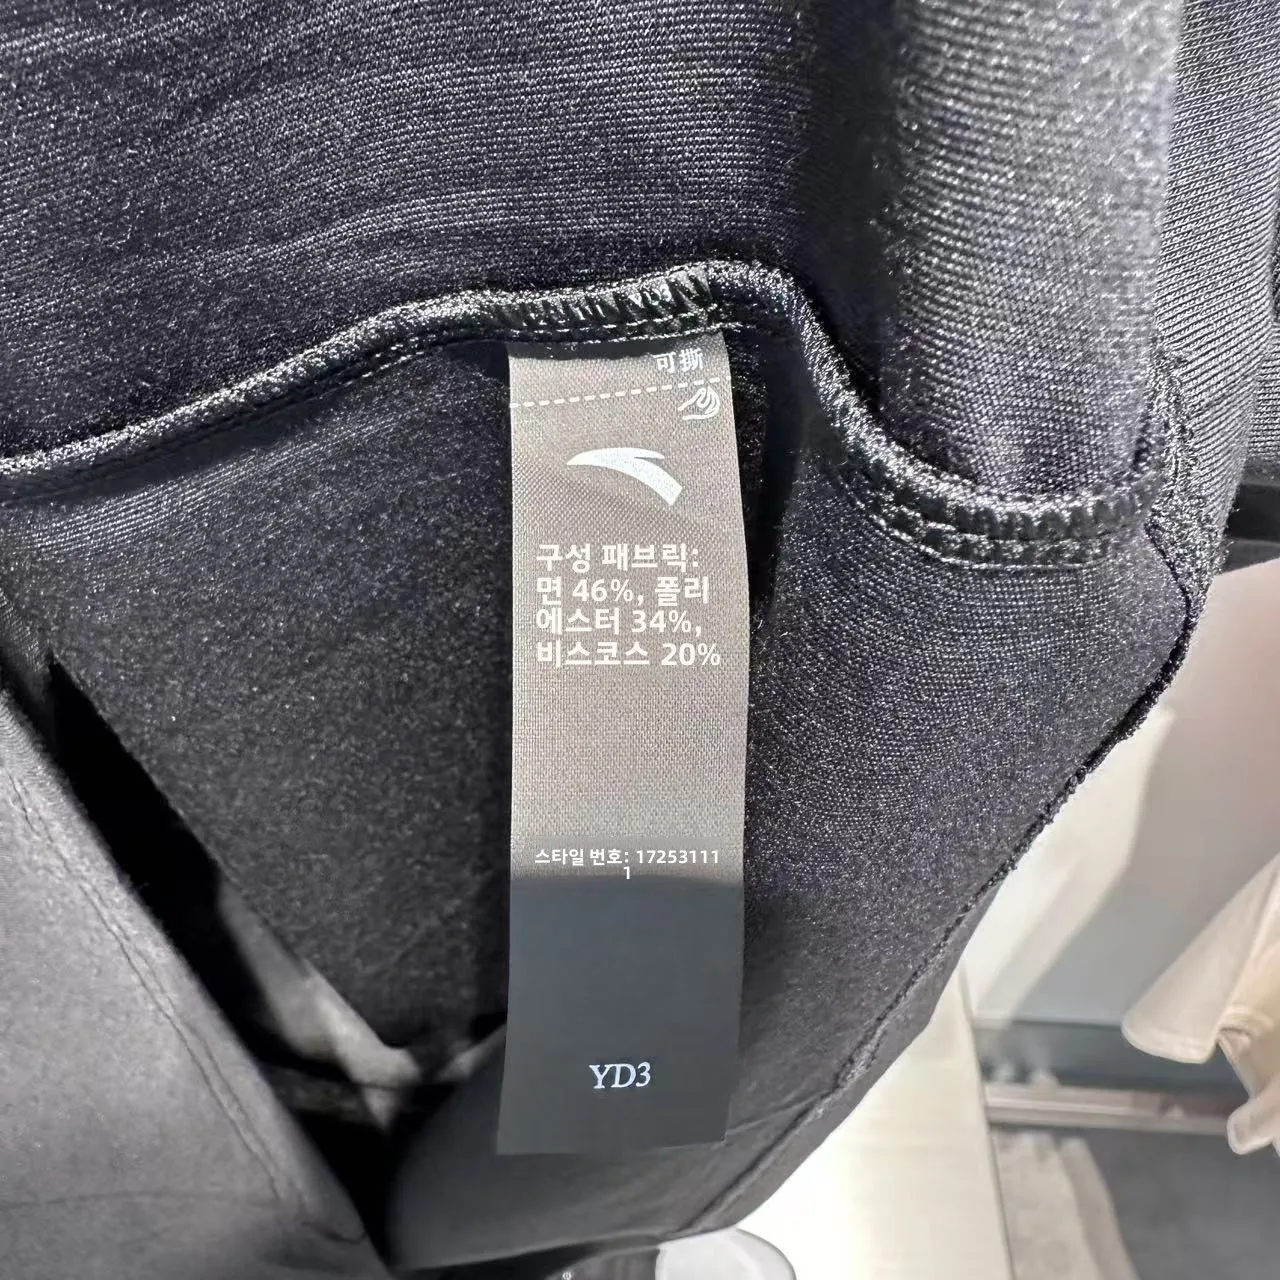 可撕
구성 패브릭:
면 46%, 폴리
에스터 34%,
비스코스 20%
스타일 번호: 17253111
1
YD3